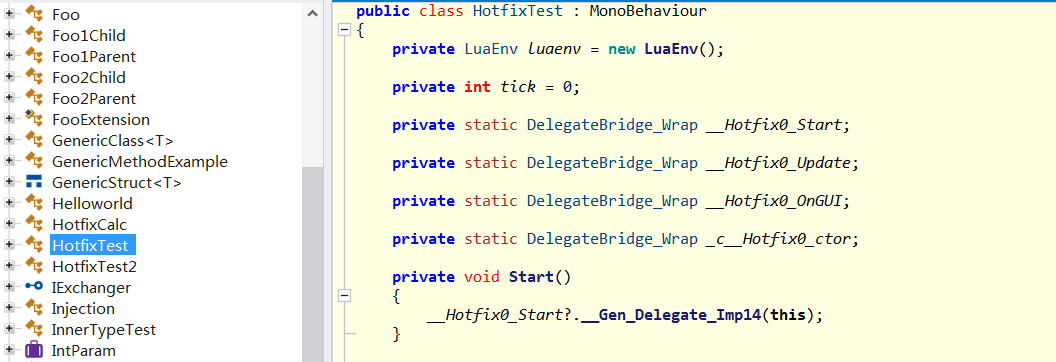 Foo
Foo1Child
Foo1Parent
Foo2Child
Foo2Parent
FooExtension
GenericClass<T>
GenericMethodExample
GenericStruct<T>
Helloworld
HotfixCalc
HotfixTest
HotfixTest2
IExchanger
Injection
InnerTypeTest
IntParam
public class HotfixTest : MonoBehaviour
{
private LuaEnv luaenv = new LuaEnv();
private int tick = 0;
private static DelegateBridge_Wrap __Hotfix0_Start;
private static DelegateBridge_Wrap __Hotfix0_Update;
private static DelegateBridge_Wrap __Hotfix0_OnGUI;
private static DelegateBridge_Wrap _c__Hotfix0_ctor;
private void Start()
{
__Hotfix0_Start?.__Gen_Delegate_Imp14(this);
}